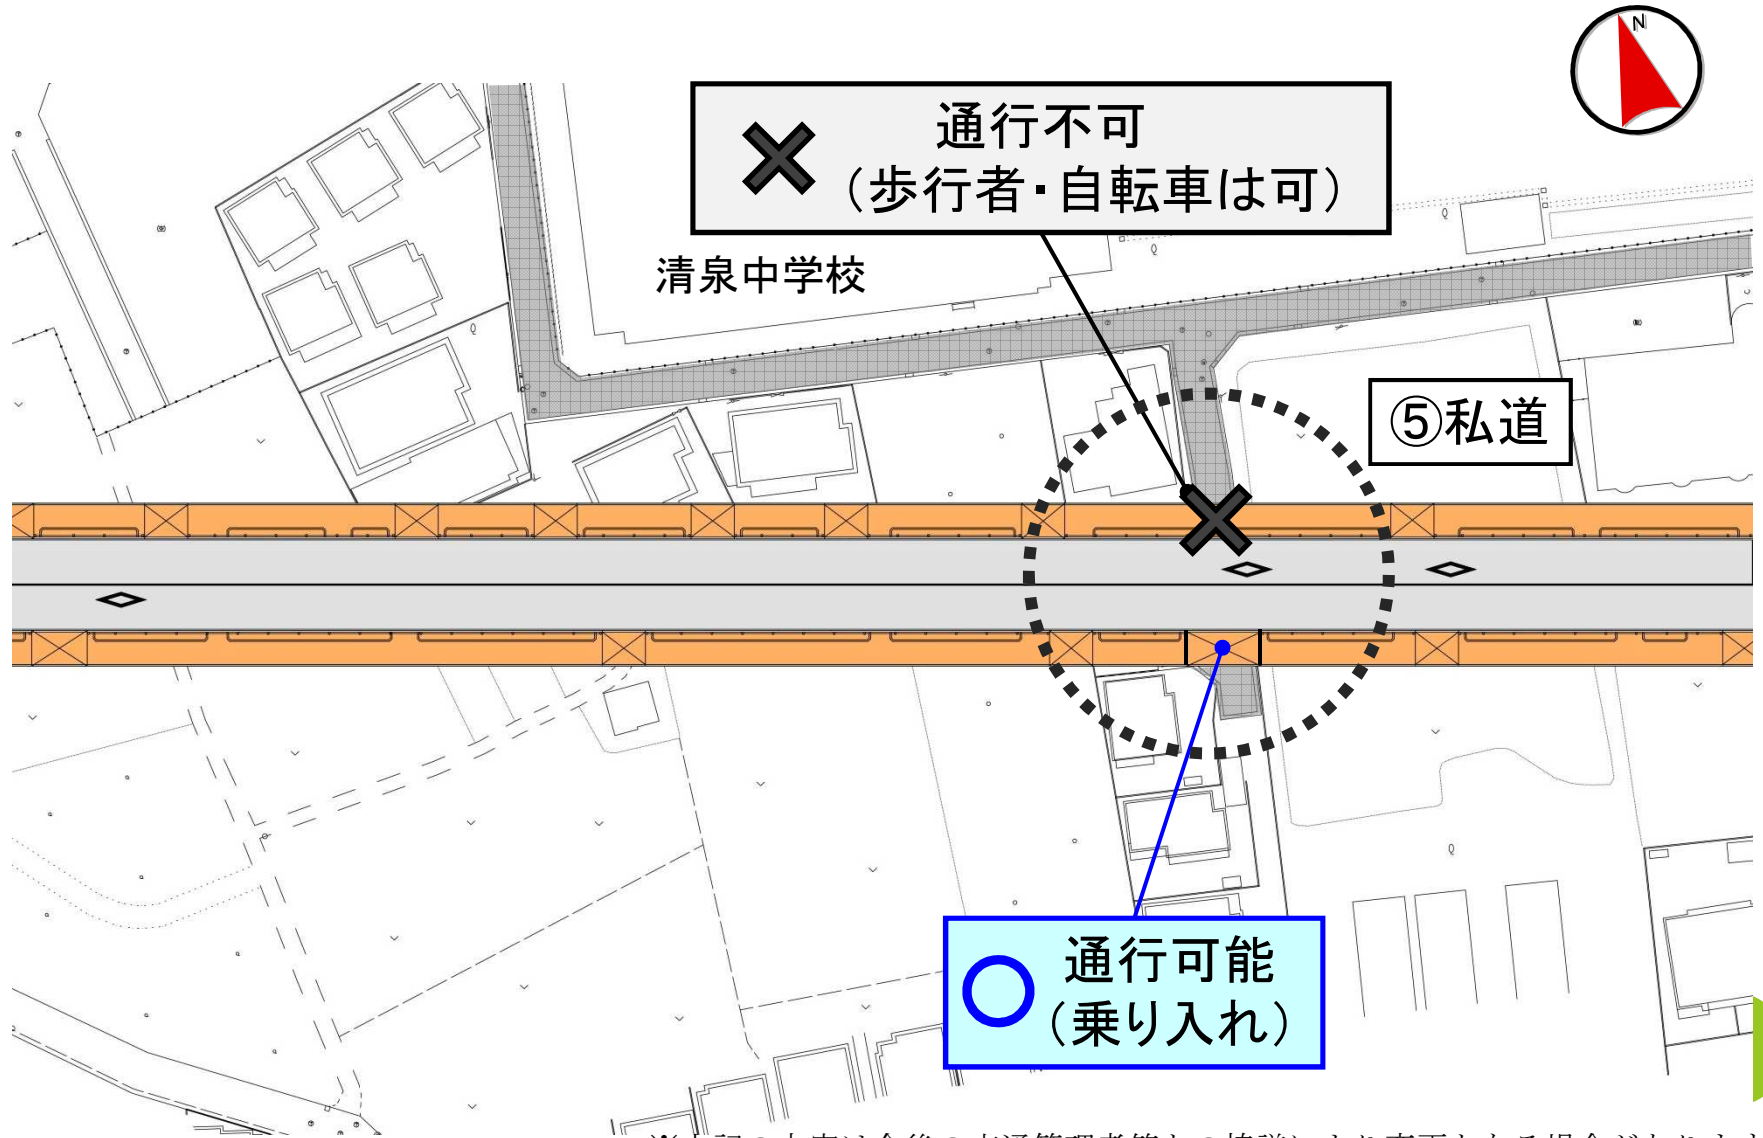 N
通行不可
（歩行者・自転車は可）
清泉中学校
⑤私道
通行可能
（乗り入れ）